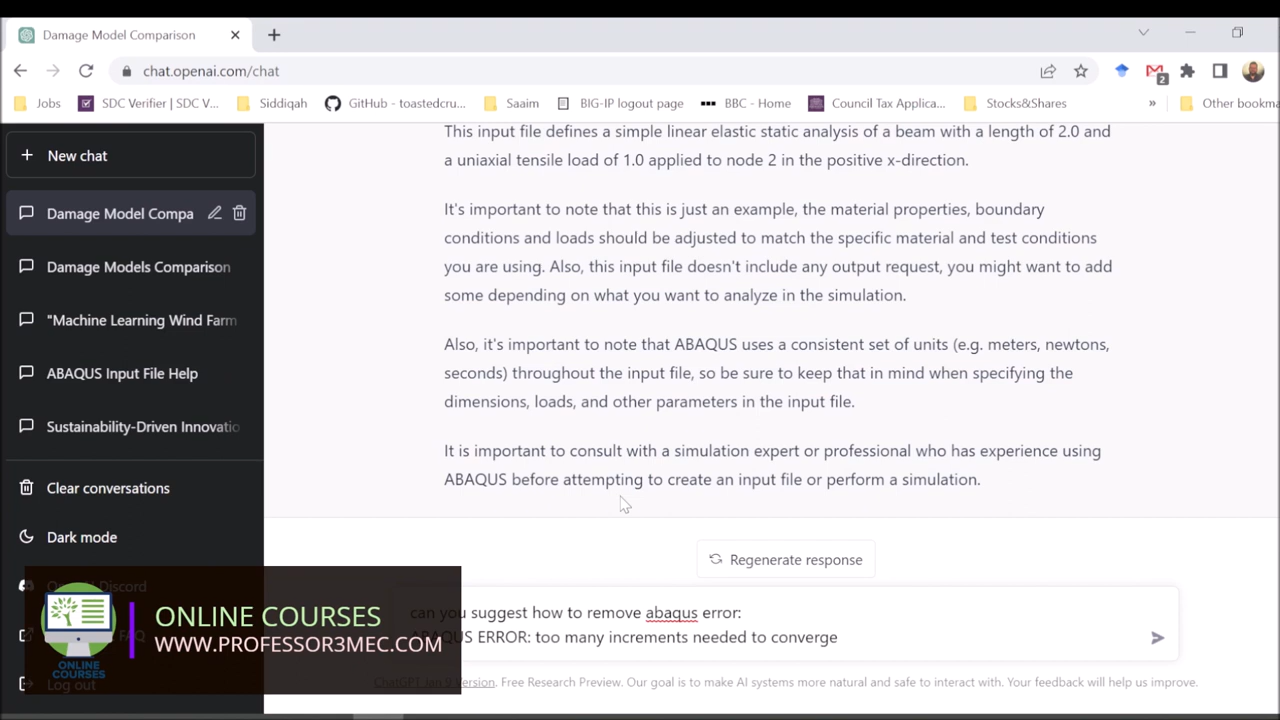 Damage Model Comparison
chat.openai.com/chat
2
Jobs
SDC Verifier | SDC V...
Siddiqah
GitHub - toastedcru...
Saaim
BIG-IP logout page
BBC - Home
Council Tax Applica...
Stocks&Shares
»
Other bookma
New chat
Damage Model Compa
Damage Models Comparison
"Machine Learning Wind Farm
ABAQUS Input File Help
Sustainability-Driven Innovatio
Clear conversations
Dark mode
Discord
FAQ
Log out
This input file defines a simple linear elastic static analysis of a beam with a length of 2.0 and
a uniaxial tensile load of 1.0 applied to node 2 in the positive x-direction.
It's important to note that this is just an example, the material properties, boundary
conditions and loads should be adjusted to match the specific material and test conditions
you are using. Also, this input file doesn't include any output request, you might want to add
some depending on what you want to analyze in the simulation.
Also, it's important to note that ABAQUS uses a consistent set of units (e.g. meters, newtons,
seconds) throughout the input file, so be sure to keep that in mind when specifying the
dimensions, loads, and other parameters in the input file.
It is important to consult with a simulation expert or professional who has experience using
ABAQUS before attempting to create an input file or perform a simulation.
Regenerate response
can you suggest how to remove abaqus error:
ABAQUS ERROR: too many increments needed to converge
ChatGPT Jan 9 Version. Free Research Preview. Our goal is to make AI systems more natural and safe to interact with. Your feedback will help us improve.
ONLINE COURSES
WWW.PROFESSOR3MEC.COM
ONLINE
COURSES